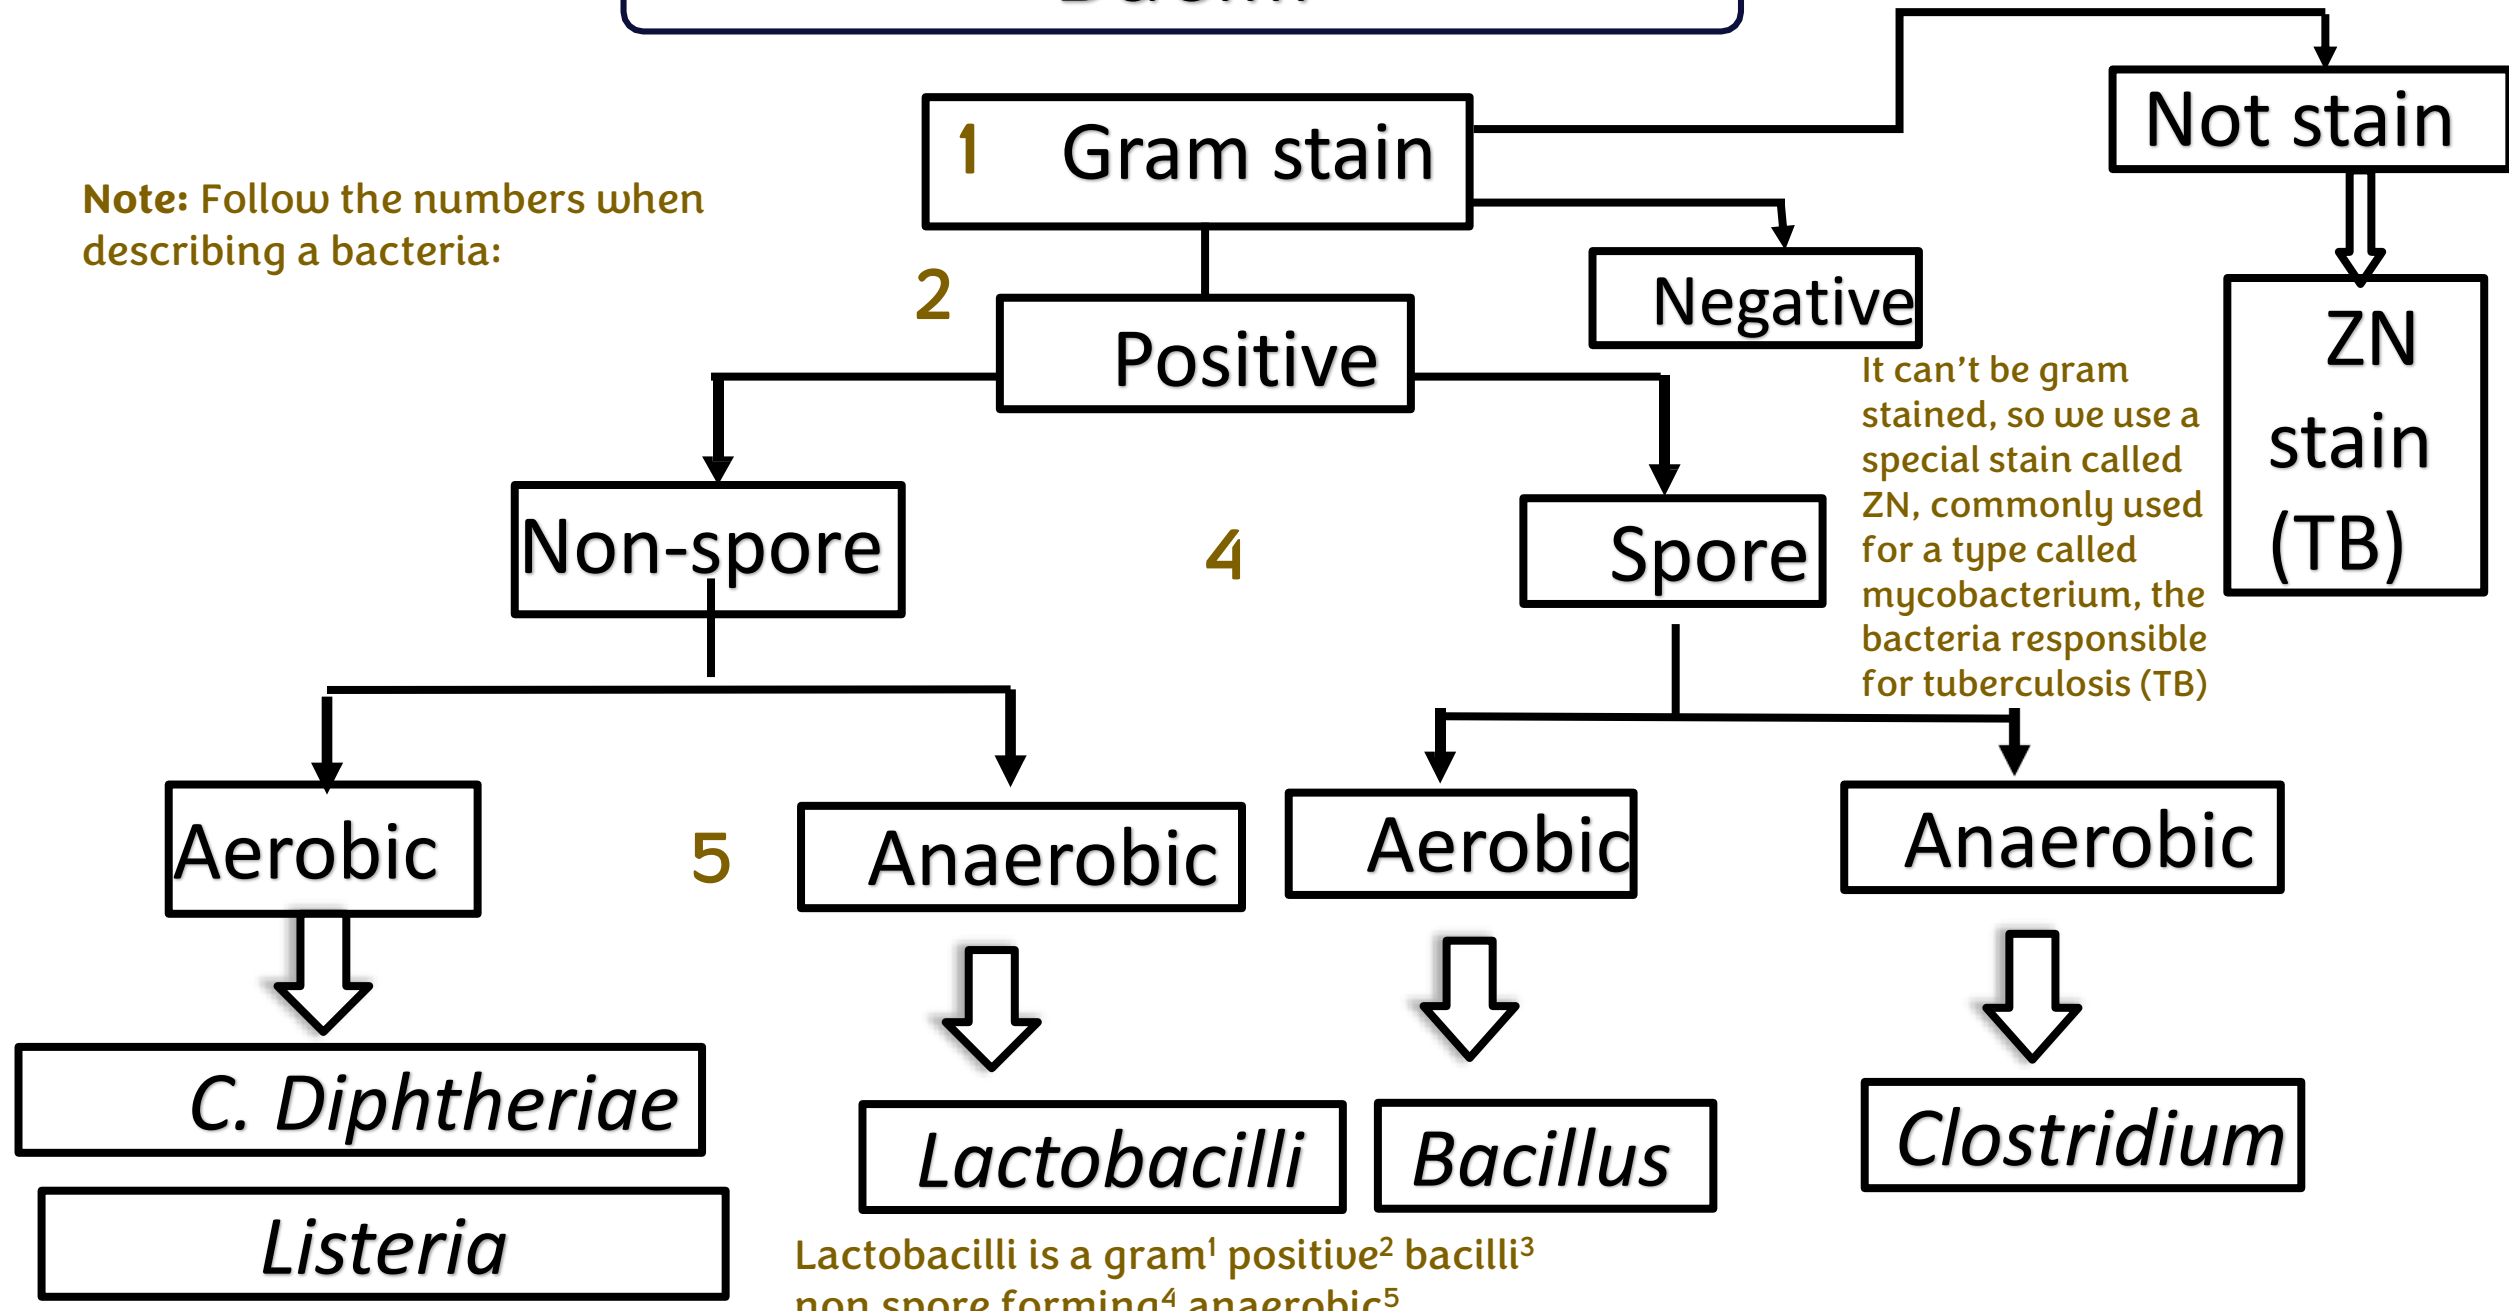 1 Gram stain
Not stain
Note: Follow the numbers when
describing a bacteria:
2
Positive
Negative
ZN
stain
(TB)
It can't be gram
stained, so we use a
special stain called
ZN, commonly used
for a type called
mycobacterium, the
bacteria responsible
for tuberculosis (TB)
Non-spore
4
Spore
Aerobic
5
Anaerobic
Aerobic
Anaerobic
C. Diphtheriae
Lactobacilli
Bacillus
Clostridium
Listeria
Lactobacilli is a gram¹ positive² bacilli³
non spore forming⁴ anaerobic⁵